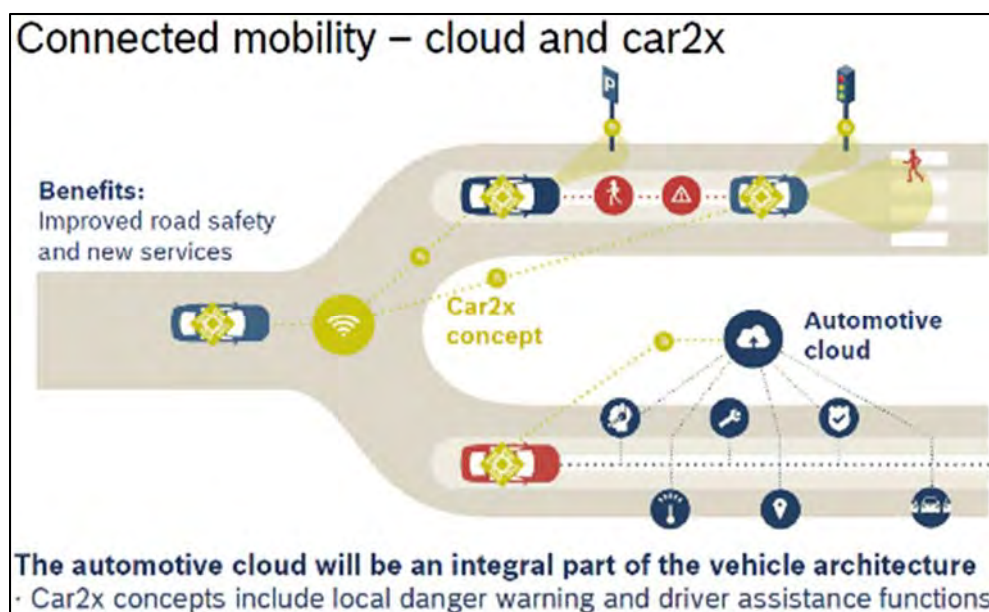 Connected mobility – cloud and car2x
P
Benefits:
Improved road safety
and new services
Car2x
concept
Automotive
cloud
The automotive cloud will be an integral part of the vehicle architecture
· Car2x concepts include local danger warning and driver assistance functions